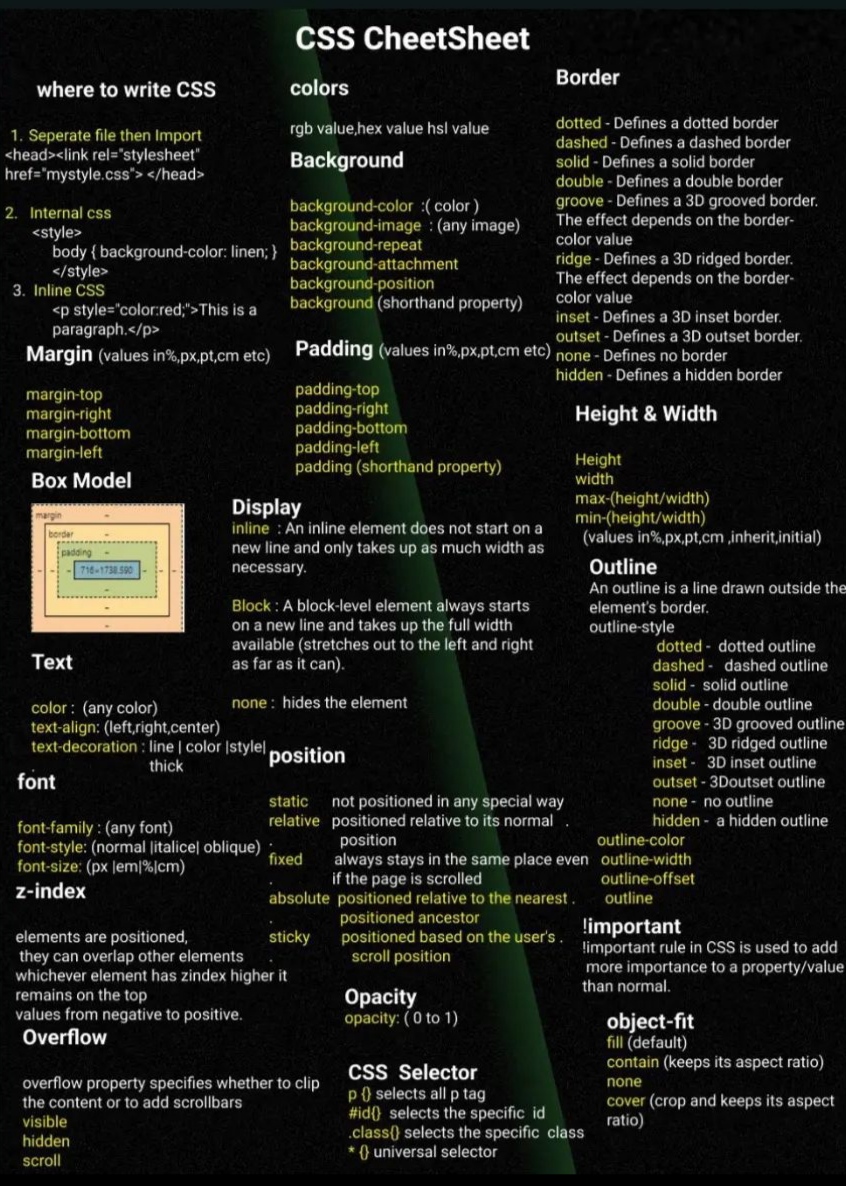 CSS CheetSheet
where to write CSS
1. Seperate file then Import
<head><link rel="stylesheet"
href="mystyle.css"> </head>
2. Internal css
<style>
body { background-color: linen; }
</style>
3. Inline CSS
<p style="color:red;">This is a
paragraph.</p>
Margin (values in%,px,pt,cm etc)
margin-top
margin-right
margin-bottom
margin-left
Box Model
margin -
border -
padding -
- - - 716×1738.590 - - -
-
-
-
Text
color : (any color)
text-align: (left,right,center)
text-decoration : line | color |style|
. thick
font
font-family : (any font)
font-style: (normal |italice| oblique)
font-size: (px |em|%|cm)
z-index
elements are positioned,
they can overlap other elements
whichever element has zindex higher it
remains on the top
values from negative to positive.
Overflow
overflow property specifies whether to clip
the content or to add scrollbars
visible
hidden
scroll
colors
rgb value,hex value hsl value
Background
background-color :( color )
background-image : (any image)
background-repeat
background-attachment
background-position
background (shorthand property)
Padding (values in%,px,pt,cm etc)
padding-top
padding-right
padding-bottom
padding-left
padding (shorthand property)
Display
inline : An inline element does not start on a
new line and only takes up as much width as
necessary.
Block : A block-level element always starts
on a new line and takes up the full width
available (stretches out to the left and right
as far as it can).
none : hides the element
position
static not positioned in any special way
relative positioned relative to its normal .
. position
fixed always stays in the same place even
. if the page is scrolled
absolute positioned relative to the nearest .
. positioned ancestor
sticky positioned based on the user's .
. scroll position
Opacity
opacity: ( 0 to 1)
CSS Selector
p {} selects all p tag
#id{} selects the specific id
.class{} selects the specific class
* {} universal selector
Border
dotted - Defines a dotted border
dashed - Defines a dashed border
solid - Defines a solid border
double - Defines a double border
groove - Defines a 3D grooved border.
The effect depends on the border-
color value
ridge - Defines a 3D ridged border.
The effect depends on the border-
color value
inset - Defines a 3D inset border.
outset - Defines a 3D outset border.
none - Defines no border
hidden - Defines a hidden border
Height & Width
Height
width
max-(height/width)
min-(height/width)
(values in%,px,pt,cm ,inherit,initial)
Outline
An outline is a line drawn outside the
element's border.
outline-style
dotted - dotted outline
dashed - dashed outline
solid - solid outline
double - double outline
groove - 3D grooved outline
ridge - 3D ridged outline
inset - 3D inset outline
outset - 3Doutset outline
none - no outline
hidden - a hidden outline
outline-color
outline-width
outline-offset
outline
!important
!important rule in CSS is used to add
more importance to a property/value
than normal.
object-fit
fill (default)
contain (keeps its aspect ratio)
none
cover (crop and keeps its aspect
ratio)